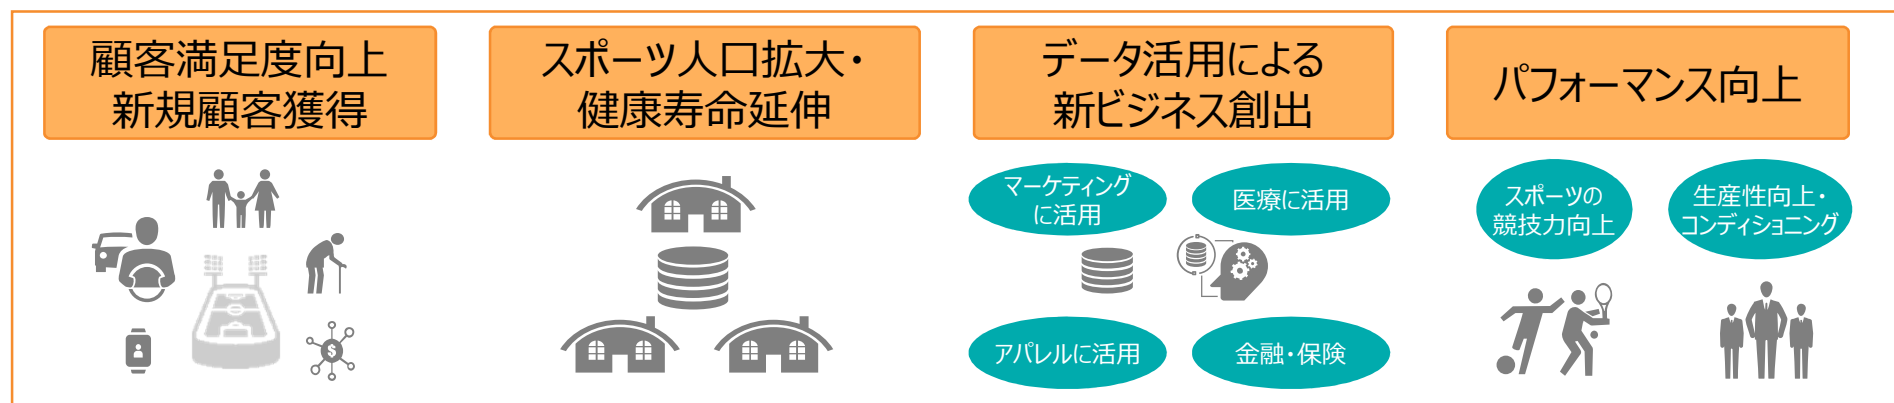 顧客満足度向上
新規顧客獲得
スポーツ人口拡大・
健康寿命延伸
データ活用による
新ビジネス創出
パフォーマンス向上
マーケティング
に活用
医療に活用
アパレルに活用
金融・保険
スポーツの
競技力向上
生産性向上・
コンディショニング
$